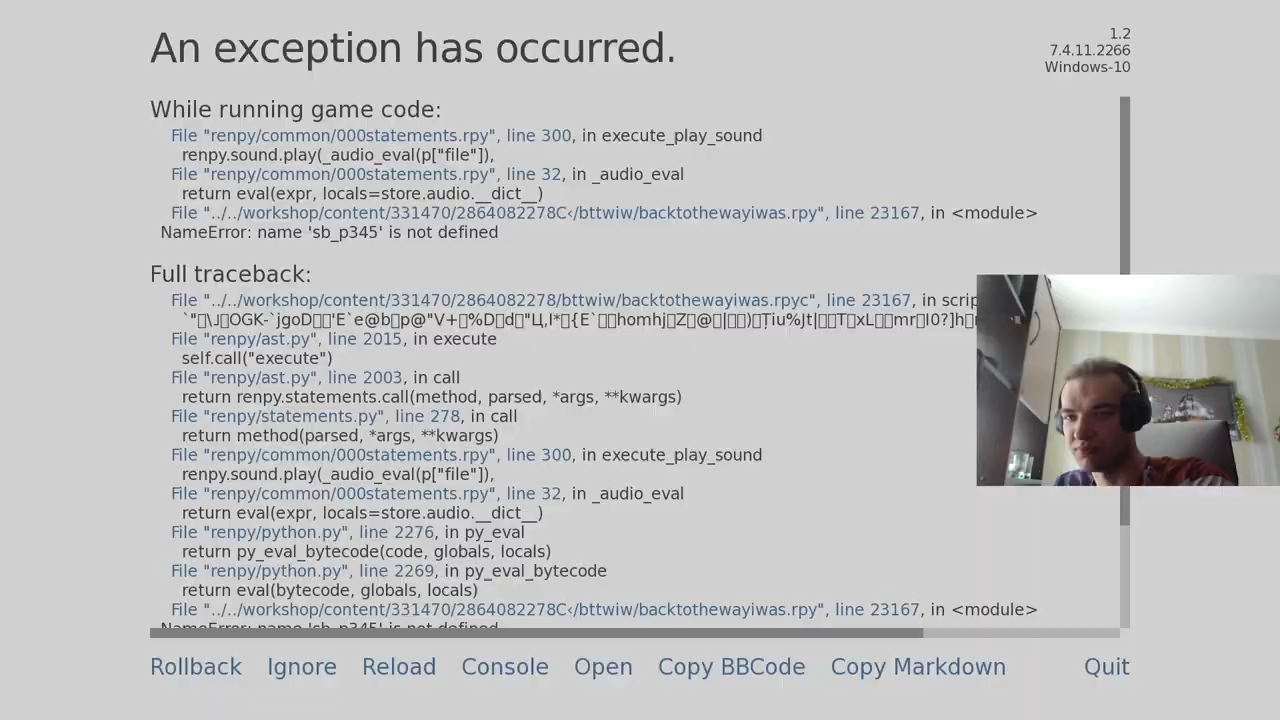 An exception has occurred.
1.2
7.4.11.2266
Windows-10
While running game code:
File "renpy/common/000statements.rpy", line 300, in execute_play_sound
renpy.sound.play(_audio_eval(p["file"]),
File "renpy/common/000statements.rpy", line 32, in _audio_eval
return eval(expr, locals=store.audio.__dict__)
File "../../workshop/content/331470/2864082278C‹/bttwiw/backtothewayiwas.rpy", line 23167, in <module>
NameError: name 'sb_p345' is not defined
Full traceback:
File "../../workshop/content/331470/2864082278/bttwiw/backtothewayiwas.rpyc", line 23167, in scrip
File "renpy/ast.py", line 2015, in execute
self.call("execute")
File "renpy/ast.py", line 2003, in call
return renpy.statements.call(method, parsed, *args, **kwargs)
File "renpy/statements.py", line 278, in call
return method(parsed, *args, **kwargs)
File "renpy/common/000statements.rpy", line 300, in execute_play_sound
renpy.sound.play(_audio_eval(p["file"]),
File "renpy/common/000statements.rpy", line 32, in _audio_eval
return eval(expr, locals=store.audio.__dict__)
File "renpy/python.py", line 2276, in py_eval
return py_eval_bytecode(code, globals, locals)
File "renpy/python.py", line 2269, in py_eval_bytecode
return eval(bytecode, globals, locals)
File "../../workshop/content/331470/2864082278C‹/bttwiw/backtothewayiwas.rpy", line 23167, in <module>
NameError: name 'sb_p345' is not defined
Rollback Ignore Reload Console Open Copy BBCode Copy Markdown Quit